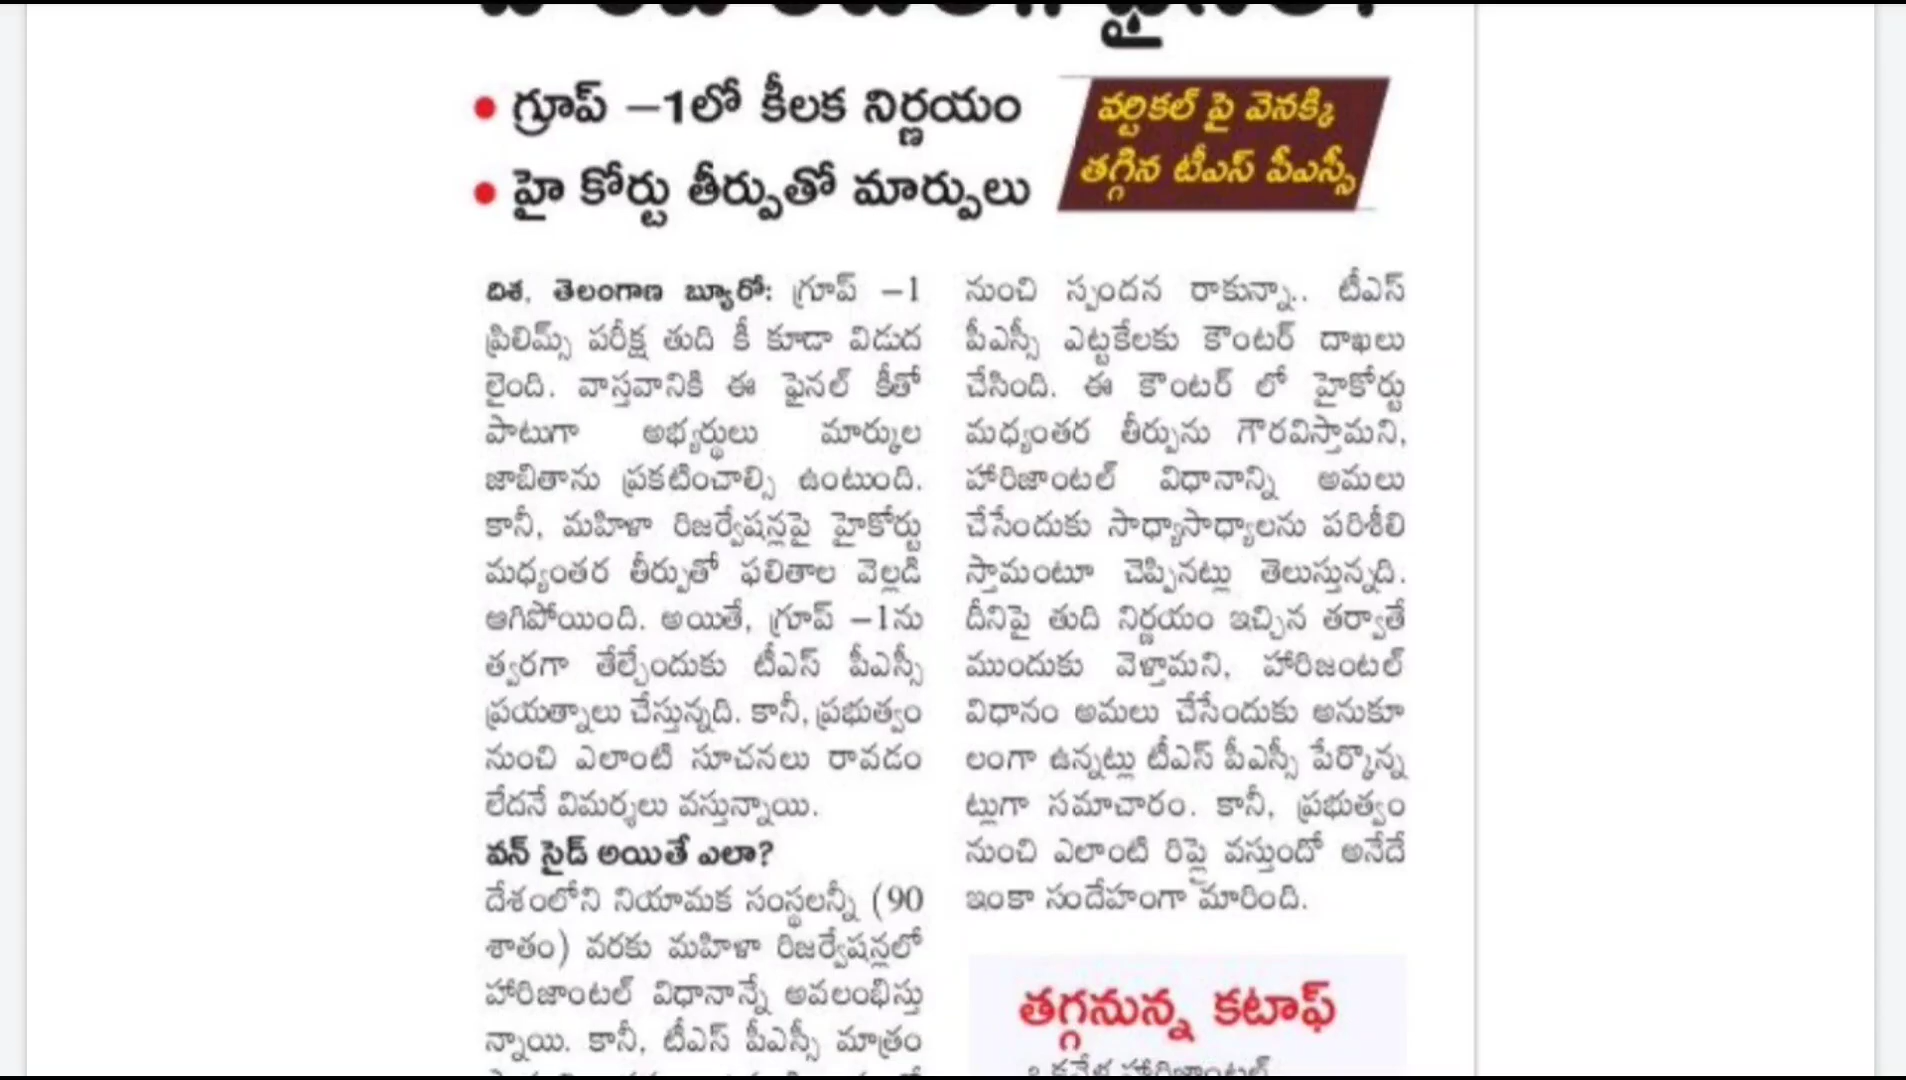 • గ్రూప్ –1లో కీలక నిర్ణయం
• హై కోర్టు తీర్పుతో మార్పులు
వర్టికల్ పై వెనక్కి
తగ్గిన టీఎస్ పీఎస్సీ
దిశ, తెలంగాణ బ్యూరో: గ్రూప్ –1
ప్రిలిమ్స్ పరీక్ష తుది కీ కూడా విడుద
లైంది. వాస్తవానికి ఈ ఫైనల్ కీతో
పాటుగా అభ్యర్థులు మార్కుల
జాబితాను ప్రకటించాల్సి ఉంటుంది.
కానీ, మహిళా రిజర్వేషన్లపై హైకోర్టు
మధ్యంతర తీర్పుతో ఫలితాల వెల్లడి
ఆగిపోయింది. అయితే, గ్రూప్ –1ను
త్వరగా తేల్చేందుకు టీఎస్ పీఎస్సీ
ప్రయత్నాలు చేస్తున్నది. కానీ, ప్రభుత్వం
నుంచి ఎలాంటి సూచనలు రావడం
లేదనే విమర్శలు వస్తున్నాయి.
వన్ సైడ్ అయితే ఎలా?
దేశంలోని నియామక సంస్థలన్నీ (90
శాతం) వరకు మహిళా రిజర్వేషన్లలో
హారిజాంటల్ విధానాన్నే అవలంభిస్తు
న్నాయి. కానీ, టీఎస్ పీఎస్సీ మాత్రం
నుంచి స్పందన రాకున్నా.. టీఎస్
పీఎస్సీ ఎట్టకేలకు కౌంటర్ దాఖలు
చేసింది. ఈ కౌంటర్ లో హైకోర్టు
మధ్యంతర తీర్పును గౌరవిస్తామని,
హారిజాంటల్ విధానాన్ని అమలు
చేసేందుకు సాధ్యాసాధ్యాలను పరిశీలి
స్తామంటూ చెప్పినట్లు తెలుస్తున్నది.
దీనిపై తుది నిర్ణయం ఇచ్చిన తర్వాతే
ముందుకు వెళ్తామని, హారిజంటల్
విధానం అమలు చేసేందుకు అనుకూ
లంగా ఉన్నట్లు టీఎస్ పీఎస్సీ పేర్కొన్న
ట్లుగా సమాచారం. కానీ, ప్రభుత్వం
నుంచి ఎలాంటి రిప్లై వస్తుందో అనేదే
ఇంకా సందేహంగా మారింది.
తగ్గనున్న కటాఫ్